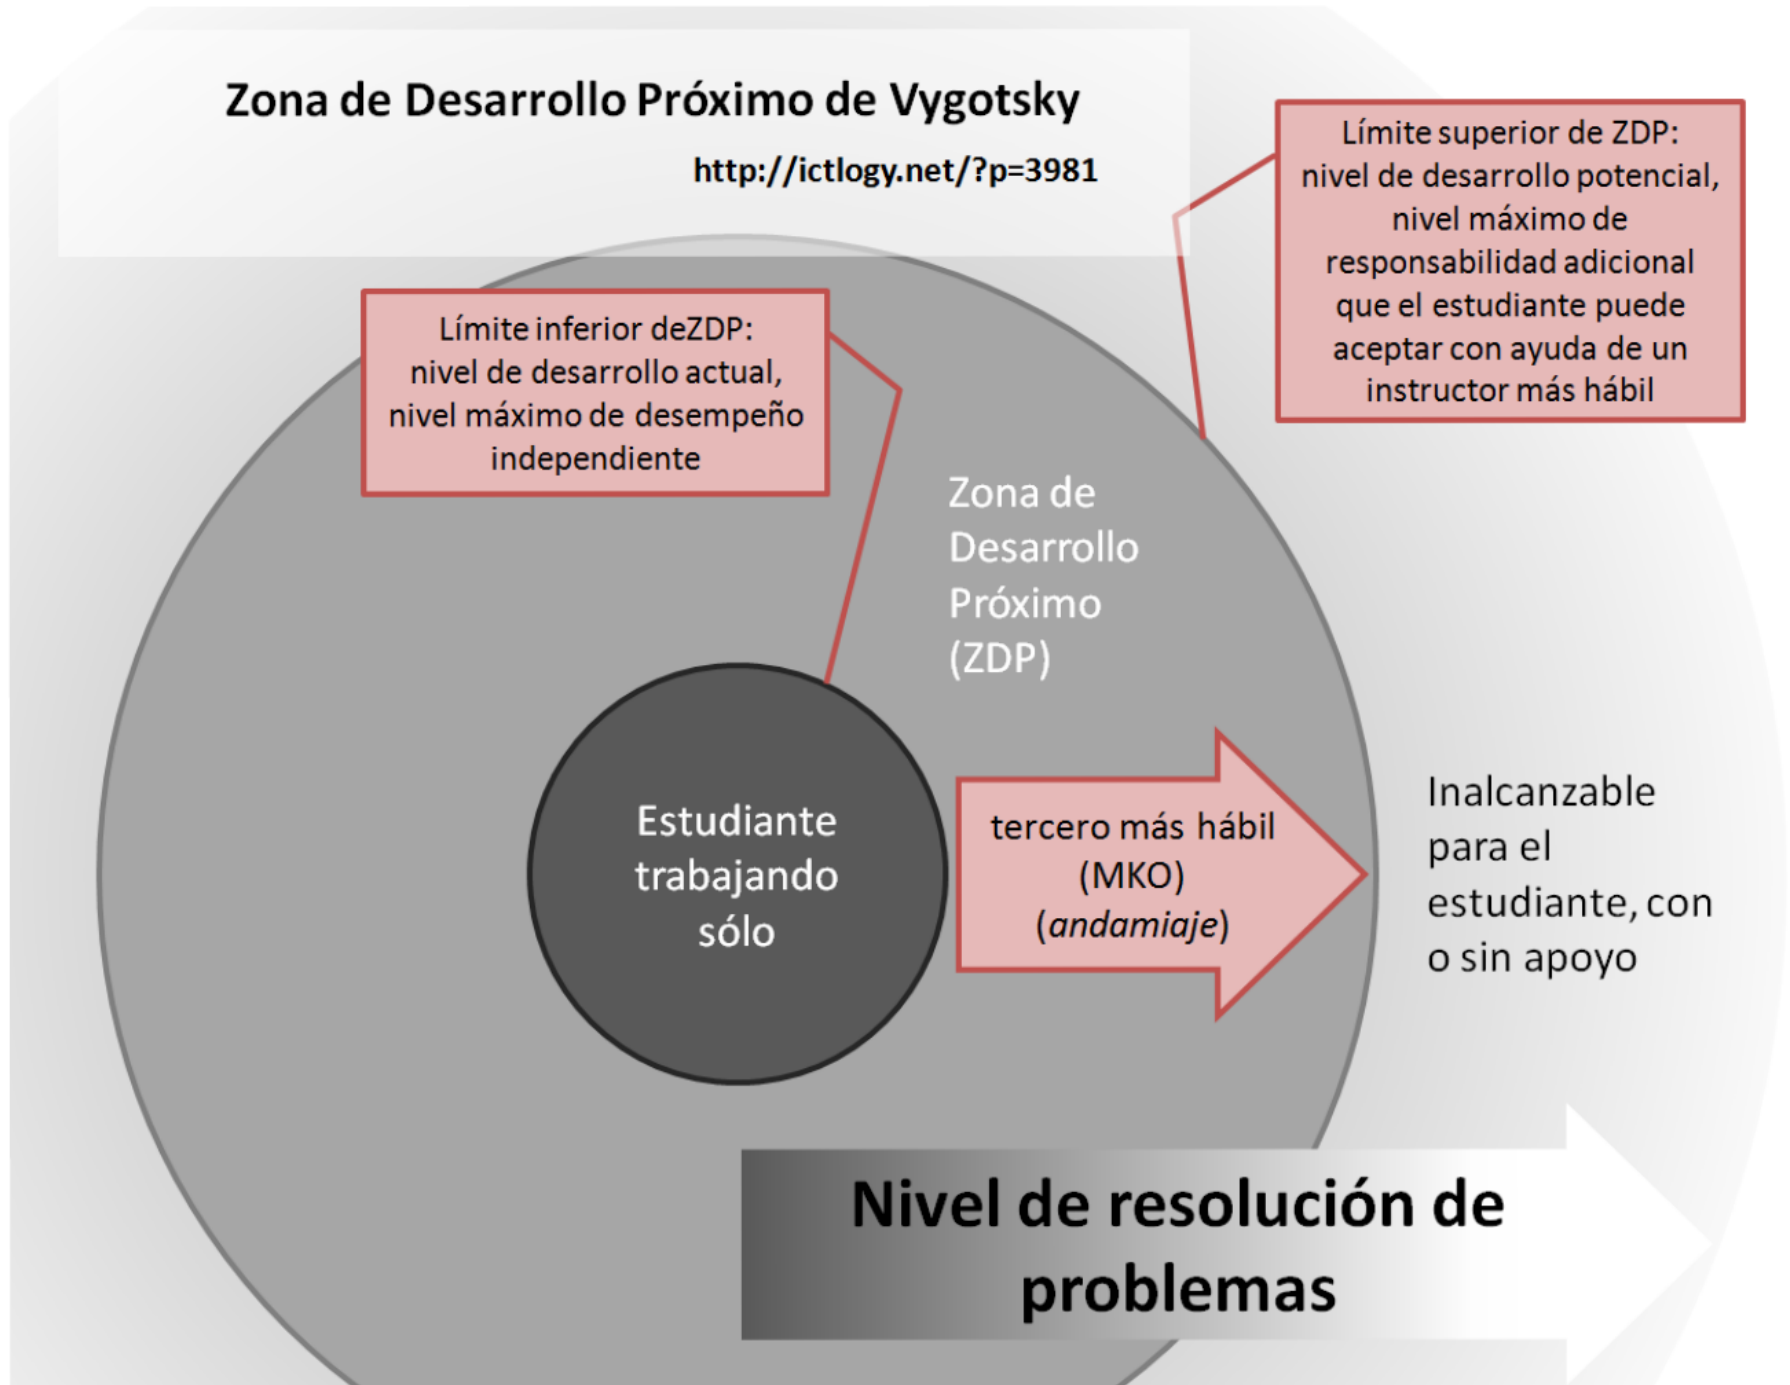 Zona de Desarrollo Próximo de Vygotsky
http://ictlogy.net/?p=3981
Límite superior de ZDP:
nivel de desarrollo potencial,
nivel máximo de
responsabilidad adicional
que el estudiante puede
aceptar con ayuda de un
instructor más hábil
Límite inferior deZDP:
nivel de desarrollo actual,
nivel máximo de desempeño
independiente
Zona de
Desarrollo
Próximo
(ZDP)
Estudiante
trabajando
sólo
tercero más hábil
(MKO)
(andamiaje)
Inalcanzable
para el
estudiante, con
o sin apoyo
Nivel de resolución de
problemas